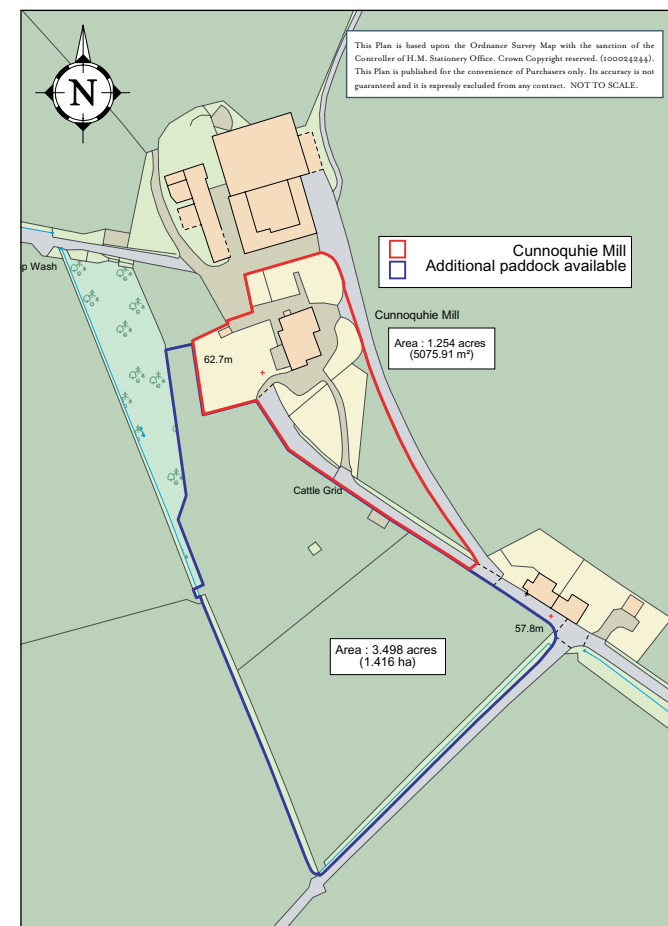 This Plan is based upon the Ordnance Survey Map with the sanction of the
Controller of H.M. Stationery Office. Crown Copyright reserved. (100024244).
This Plan is published for the convenience of Purchasers only. Its accuracy is not
guaranteed and it is expressly excluded from any contract. NOT TO SCALE.
N
Cunnoquhie Mill
Additional paddock available
p Wash
Cunnoquhie Mill
Area : 1.254 acres
(5075.91 m²)
62.7m
Cattle Grid
57.8m
Area : 3.498 acres
(1.416 ha)